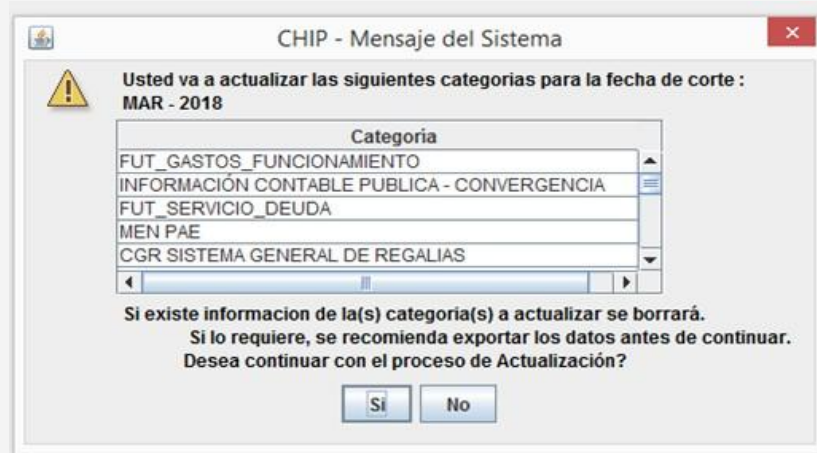 CHIP - Mensaje del Sistema
Usted va a actualizar las siguientes categorias para la fecha de corte :
MAR - 2018
Categoria
FUT_GASTOS_FUNCIONAMIENTO
INFORMACIÓN CONTABLE PUBLICA - CONVERGENCIA
FUT_SERVICIO_DEUDA
MEN PAE
CGR SISTEMA GENERAL DE REGALIAS
Si existe informacion de la(s) categoria(s) a actualizar se borrará.
Si lo requiere, se recomienda exportar los datos antes de continuar.
Desea continuar con el proceso de Actualización?
Si No